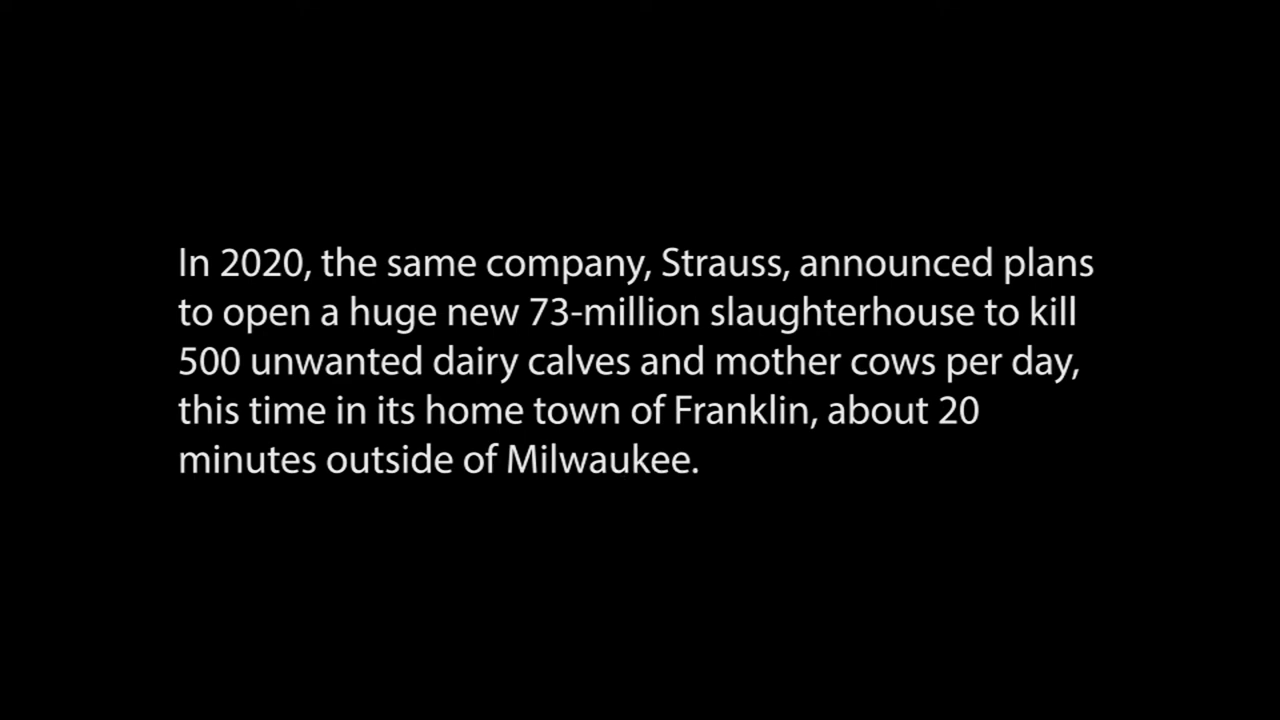 In 2020, the same company, Strauss, announced plans
to open a huge new 73-million slaughterhouse to kill
500 unwanted dairy calves and mother cows per day,
this time in its home town of Franklin, about 20
minutes outside of Milwaukee.